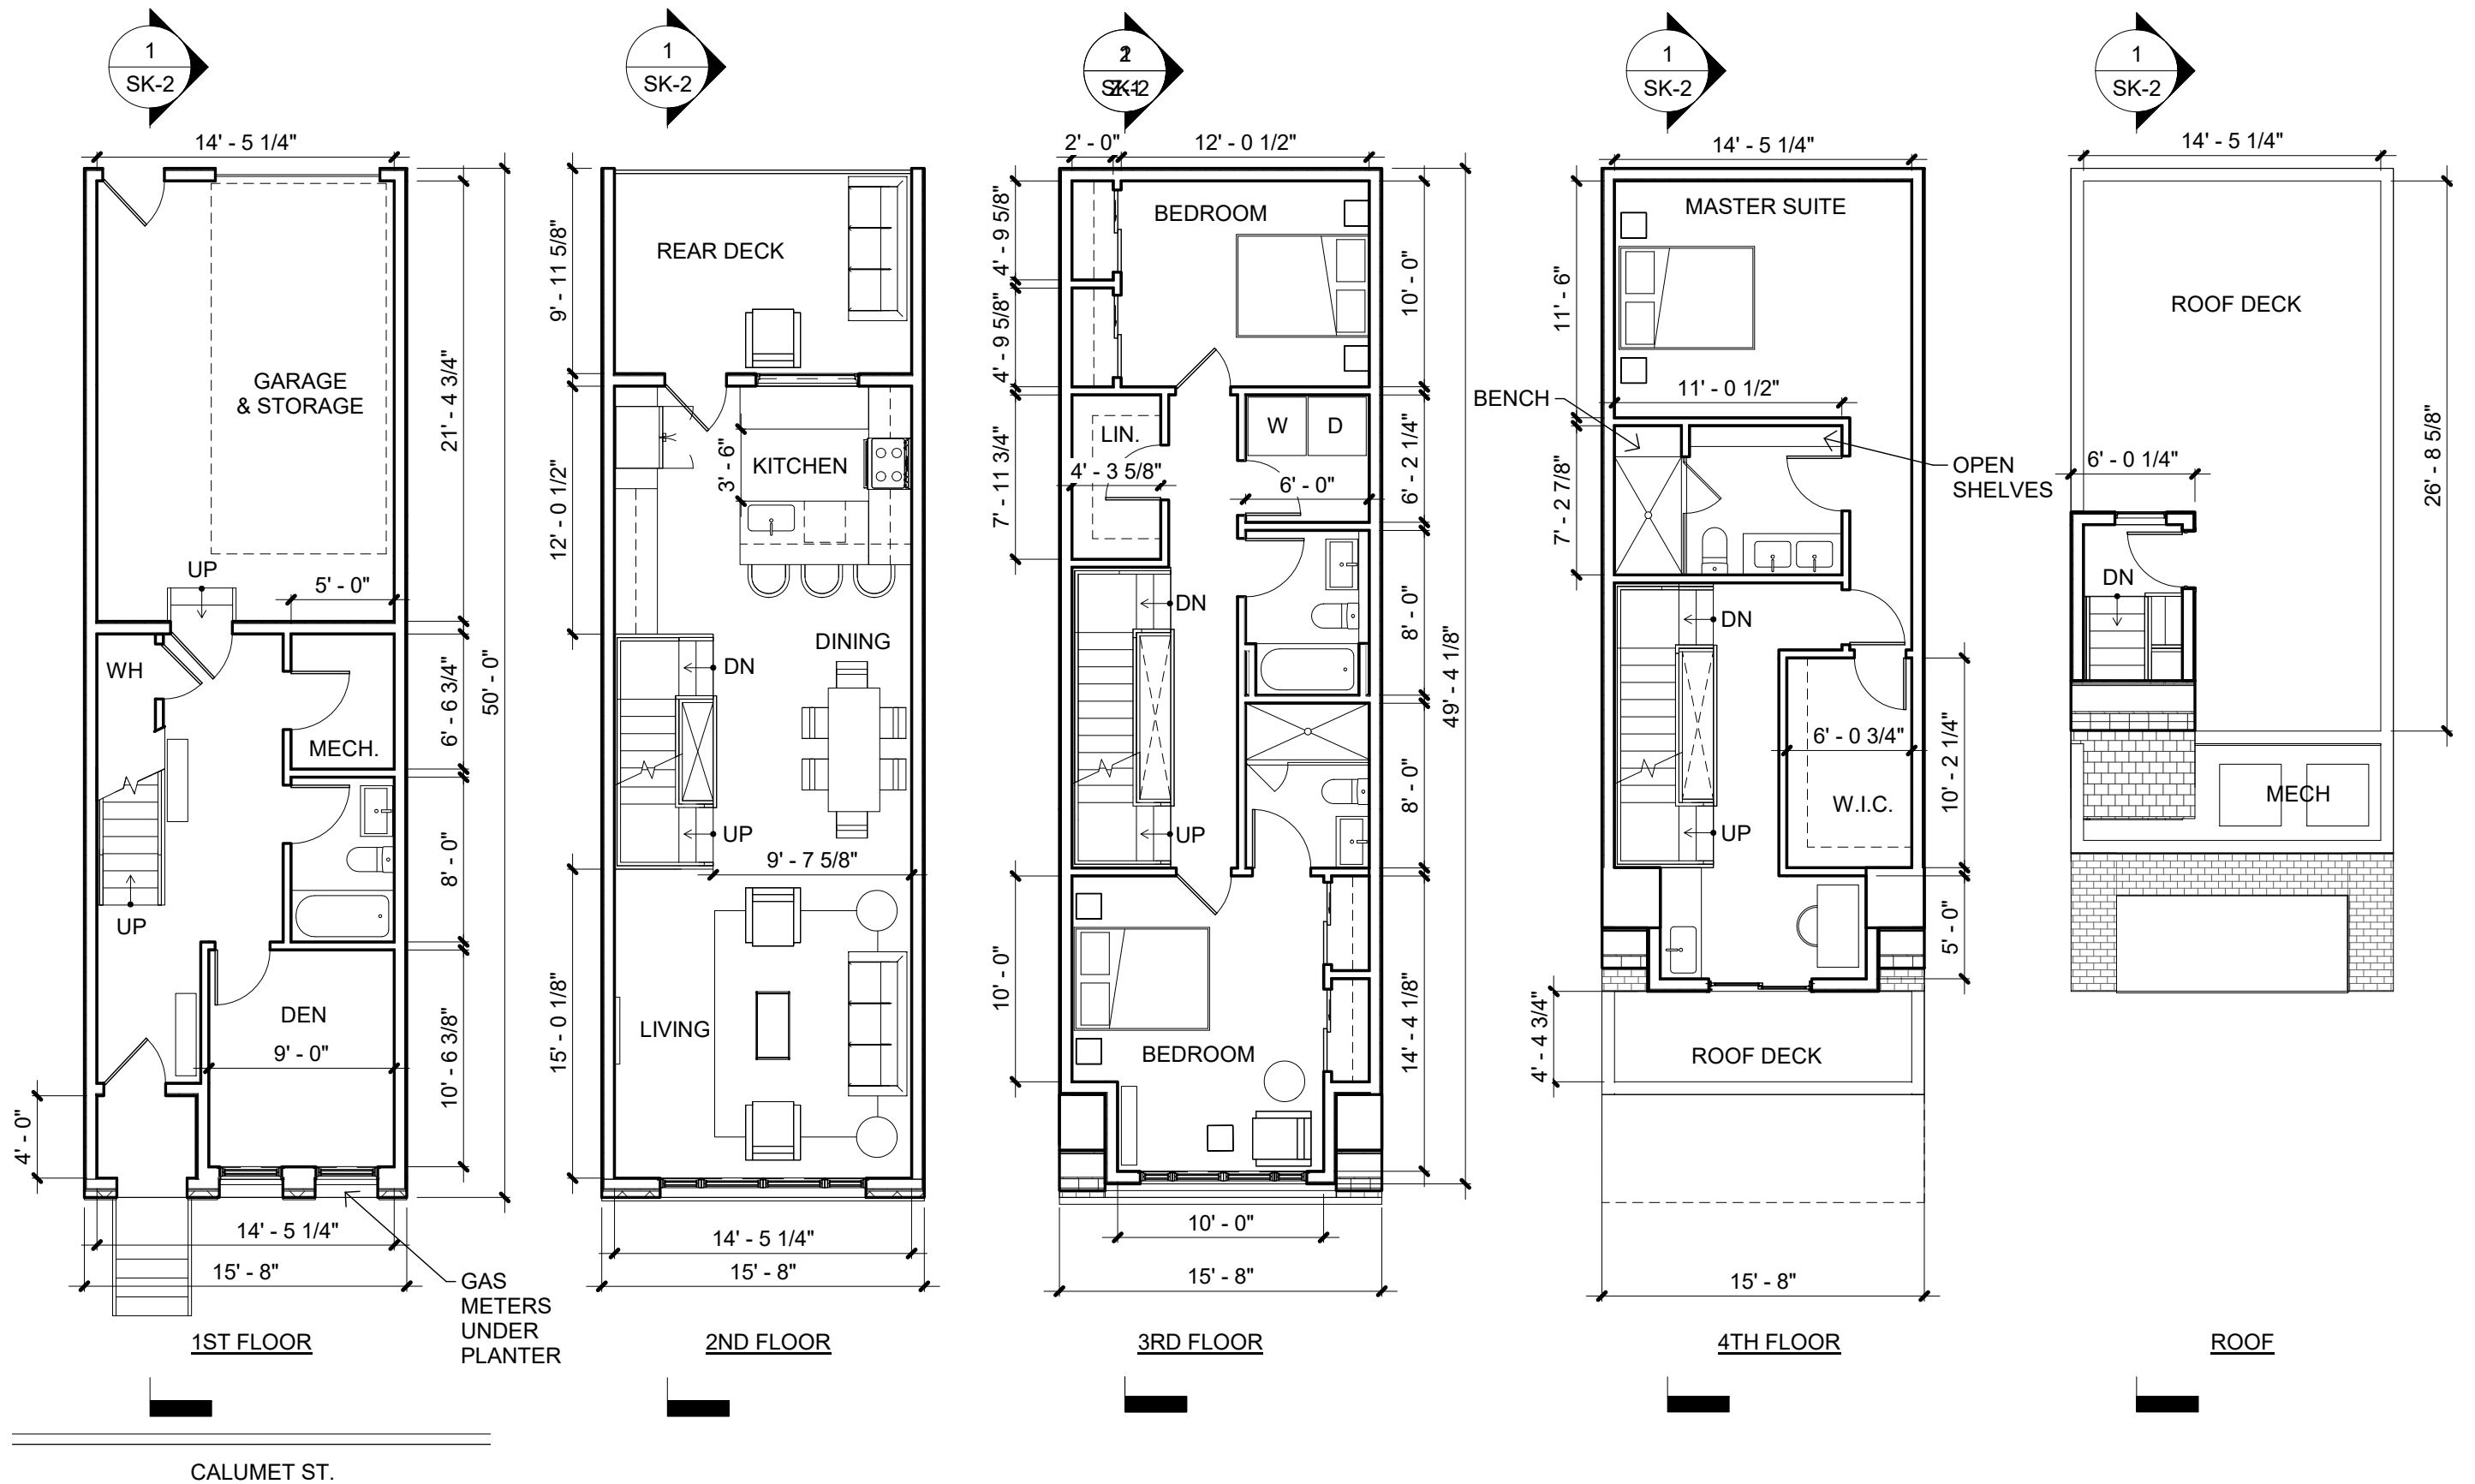 1
SK-2
14' - 5 1/4"
GARAGE
& STORAGE
21' - 4 3/4"
50' - 0"
UP
5' - 0"
WH
MECH.
6' - 6 3/4"
8' - 0"
UP
DEN
9' - 0"
10' - 6 3/8"
4' - 0"
14' - 5 1/4"
15' - 8"
GAS
METERS
UNDER
PLANTER
1ST FLOOR
CALUMET ST.
1
SK-2
REAR DECK
9' - 11 5/8"
KITCHEN
3' - 6"
12' - 0 1/2"
DINING
DN
UP
9' - 7 5/8"
LIVING
15' - 0 1/8"
14' - 5 1/4"
15' - 8"
2ND FLOOR
2' - 0"
12' - 0 1/2"
BEDROOM
4' - 9 5/8"
4' - 9 5/8"
10' - 0"
LIN.
W
D
4' - 3 5/8"
7' - 11 3/4"
6' - 0"
6' - 2 1/4"
DN
8' - 0"
49' - 4 1/8"
UP
8' - 0"
10' - 0"
BEDROOM
14' - 4 1/8"
10' - 0"
15' - 8"
3RD FLOOR
1
SK-2
14' - 5 1/4"
MASTER SUITE
11' - 6"
11' - 0 1/2"
BENCH
OPEN
SHELVES
7' - 2 7/8"
DN
6' - 0 3/4"
10' - 2 1/4"
W.I.C.
UP
5' - 0"
4' - 4 3/4"
ROOF DECK
15' - 8"
4TH FLOOR
1
SK-2
14' - 5 1/4"
ROOF DECK
6' - 0 1/4"
26' - 8 5/8"
DN
MECH
ROOF